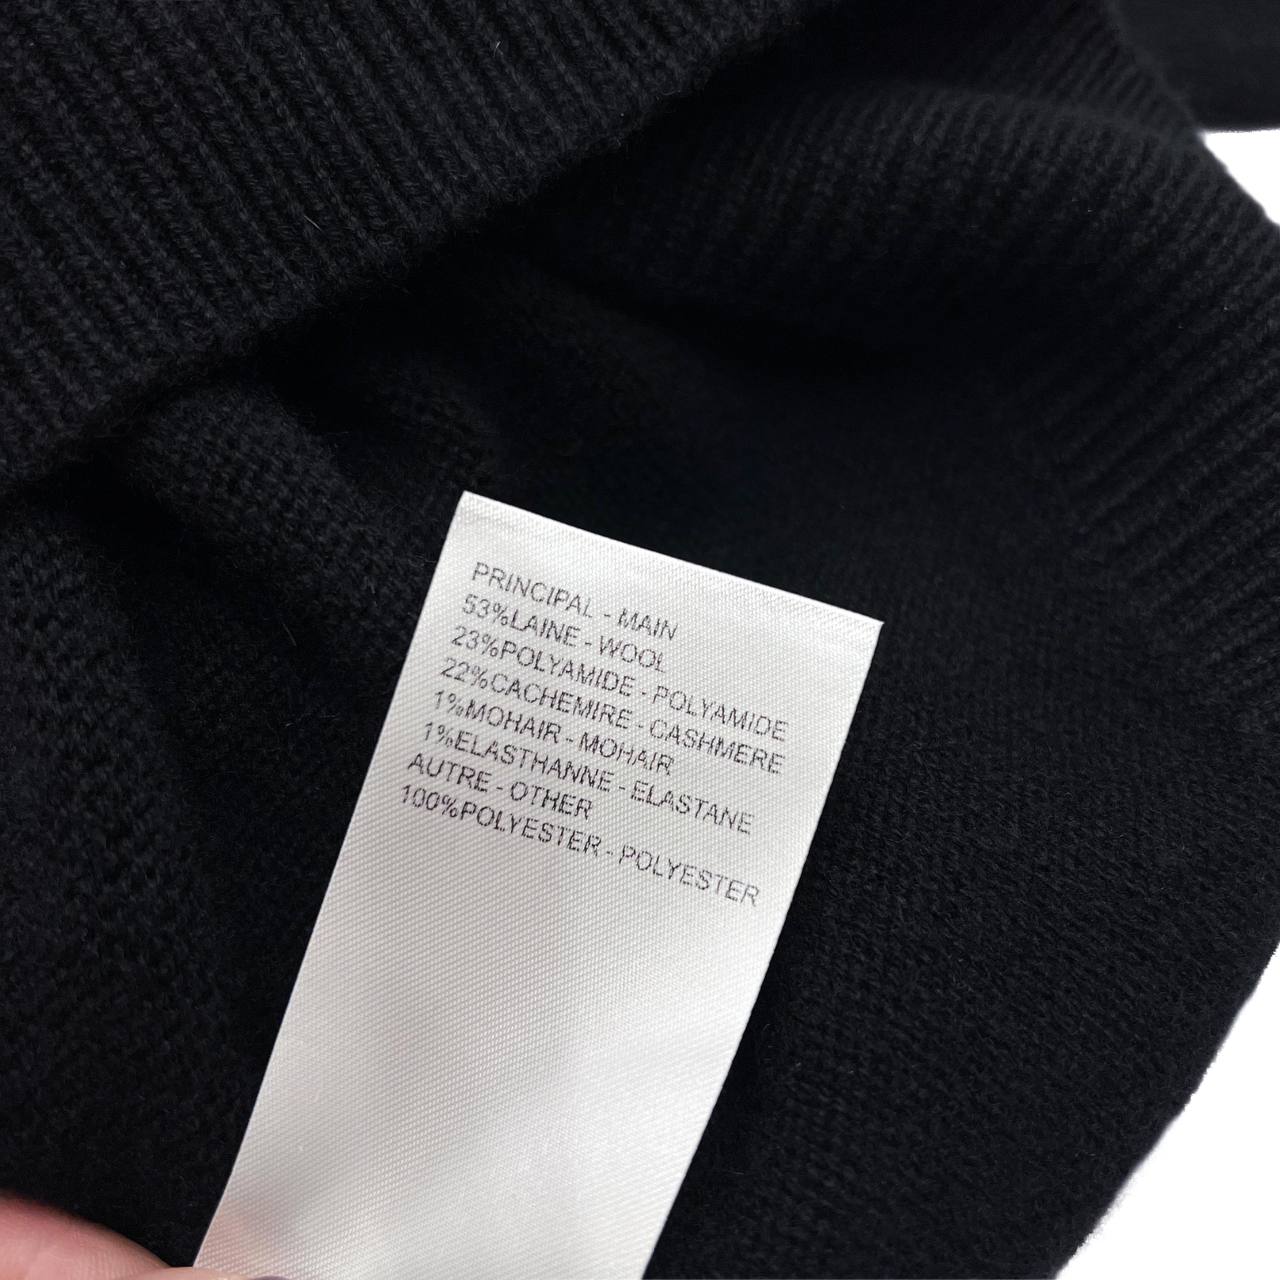 PRINCIPAL - MAIN
53%LAINE - WOOL
23%POLYAMIDE - POLYAMIDE
22%CACHEMIRE - CASHMERE
1%MOHAIR - MOHAIR
1%ELASTHANNE - ELASTANE
AUTRE - OTHER
100%POLYESTER - POLYESTER